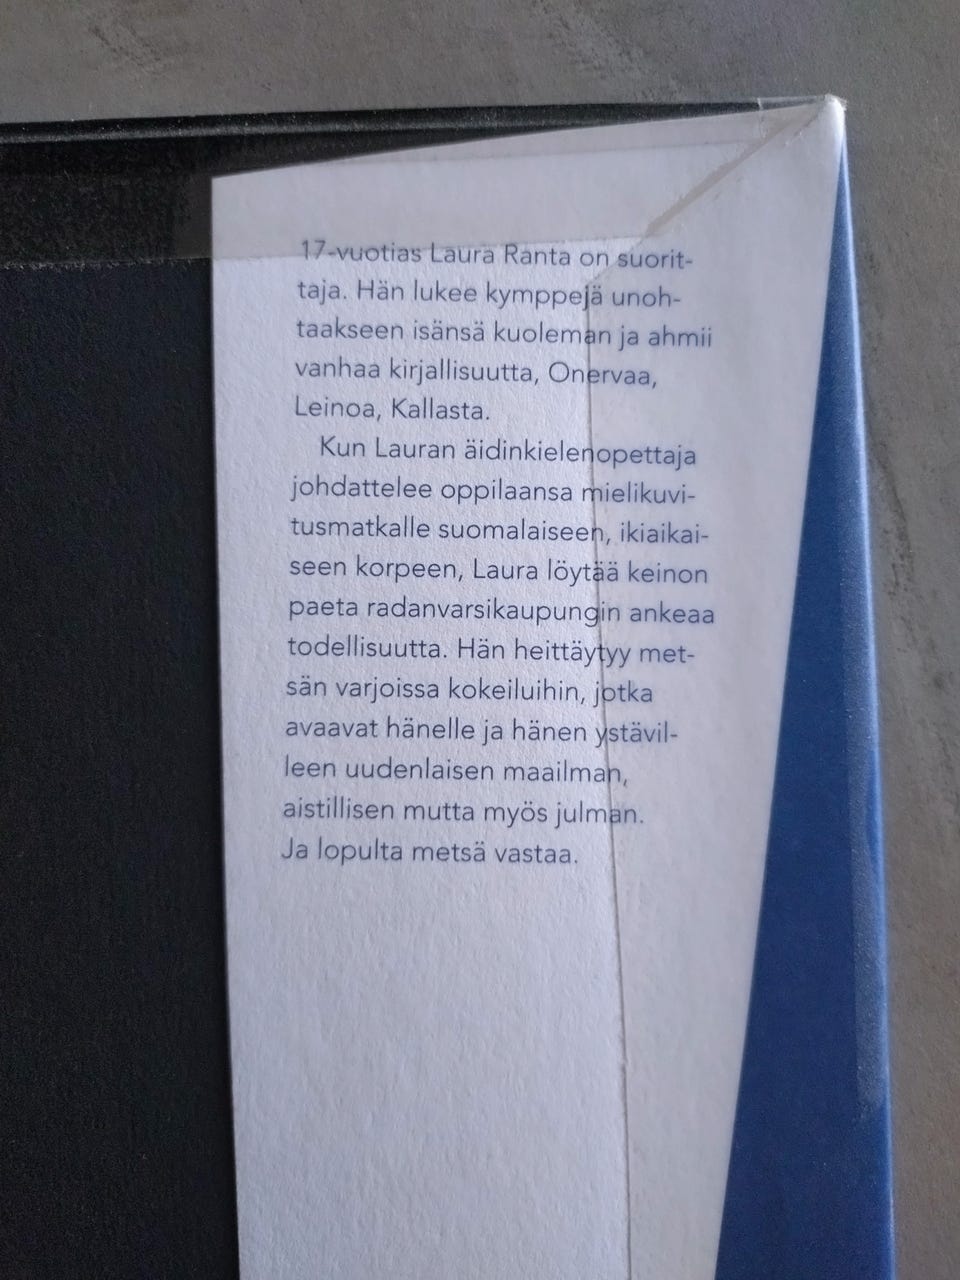 17-vuotias Laura Ranta on suorit-
taja. Hän lukee kymppejä unoh-
taakseen isänsä kuoleman ja ahmii
vanhaa kirjallisuutta, Onervaa,
Leinoa, Kallasta.
Kun Lauran äidinkielenopettaja
johdattelee oppilaansa mielikuvi-
tusmatkalle suomalaiseen, ikiaikai-
seen korpeen, Laura löytää keinon
paeta radanvarsikaupungin ankeaa
todellisuutta. Hän heittäytyy met-
sän varjoissa kokeiluihin, jotka
avaavat hänelle ja hänen ystävil-
leen uudenlaisen maailman,
aistillisen mutta myös julman.
Ja lopulta metsä vastaa.